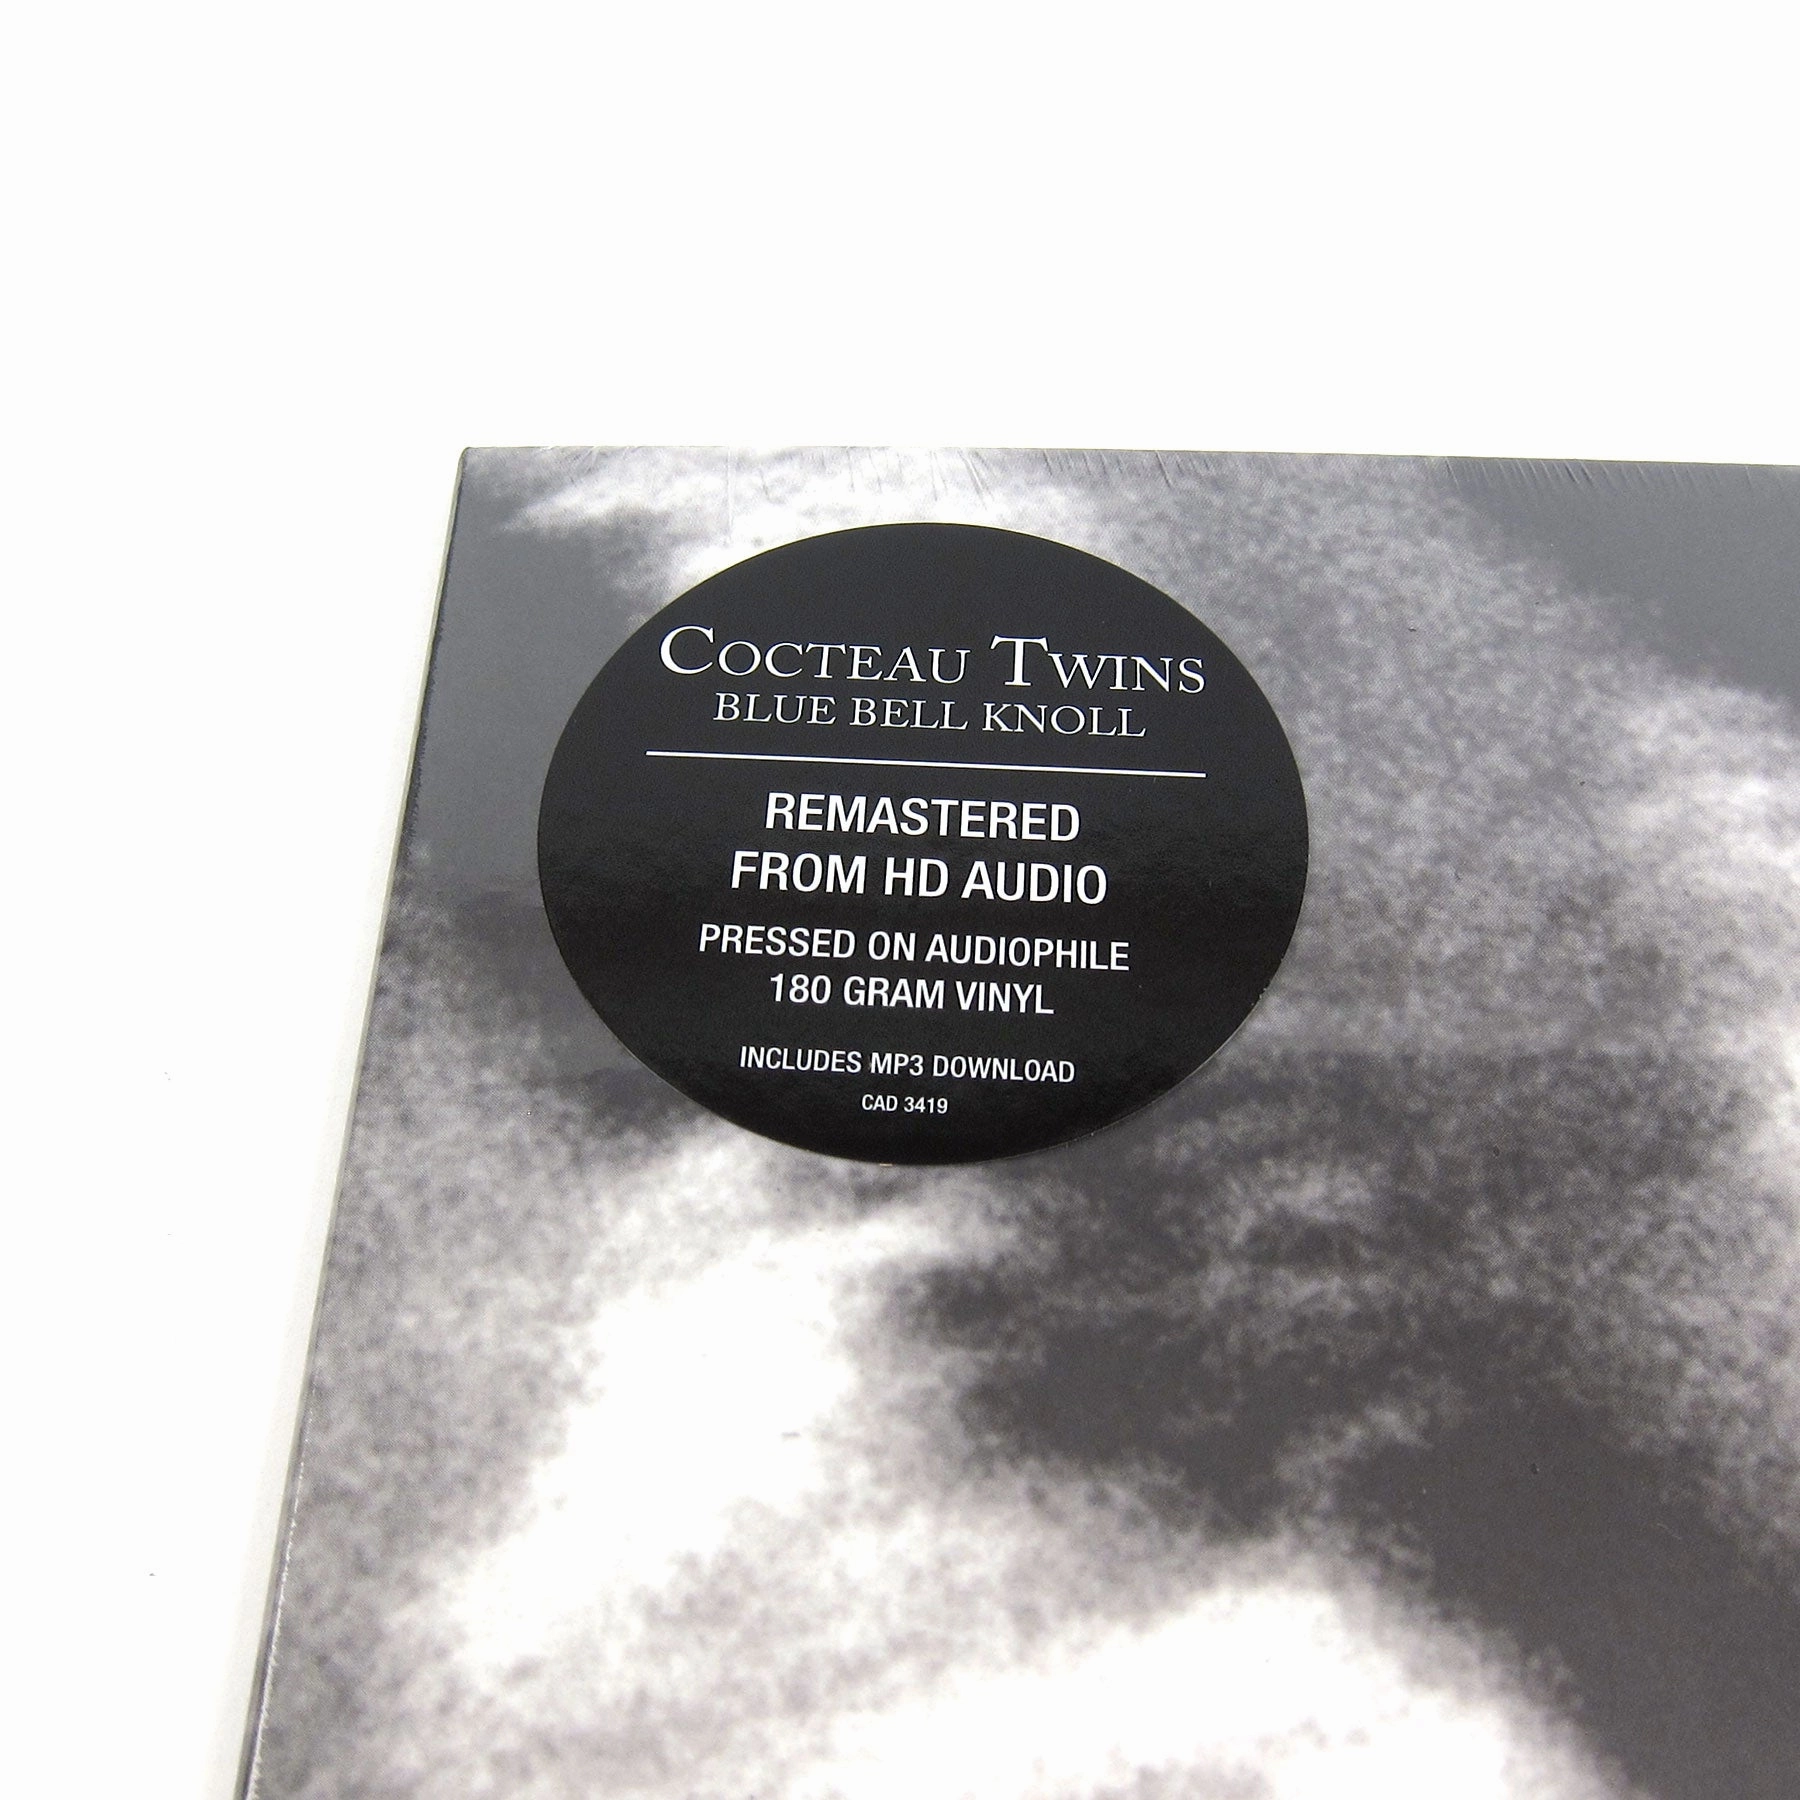 COCTEAU TWINS
BLUE BELL KNOLL
REMASTERED
FROM HD AUDIO
PRESSED ON AUDIOPHILE
180 GRAM VINYL
INCLUDES MP3 DOWNLOAD
CAD 3419